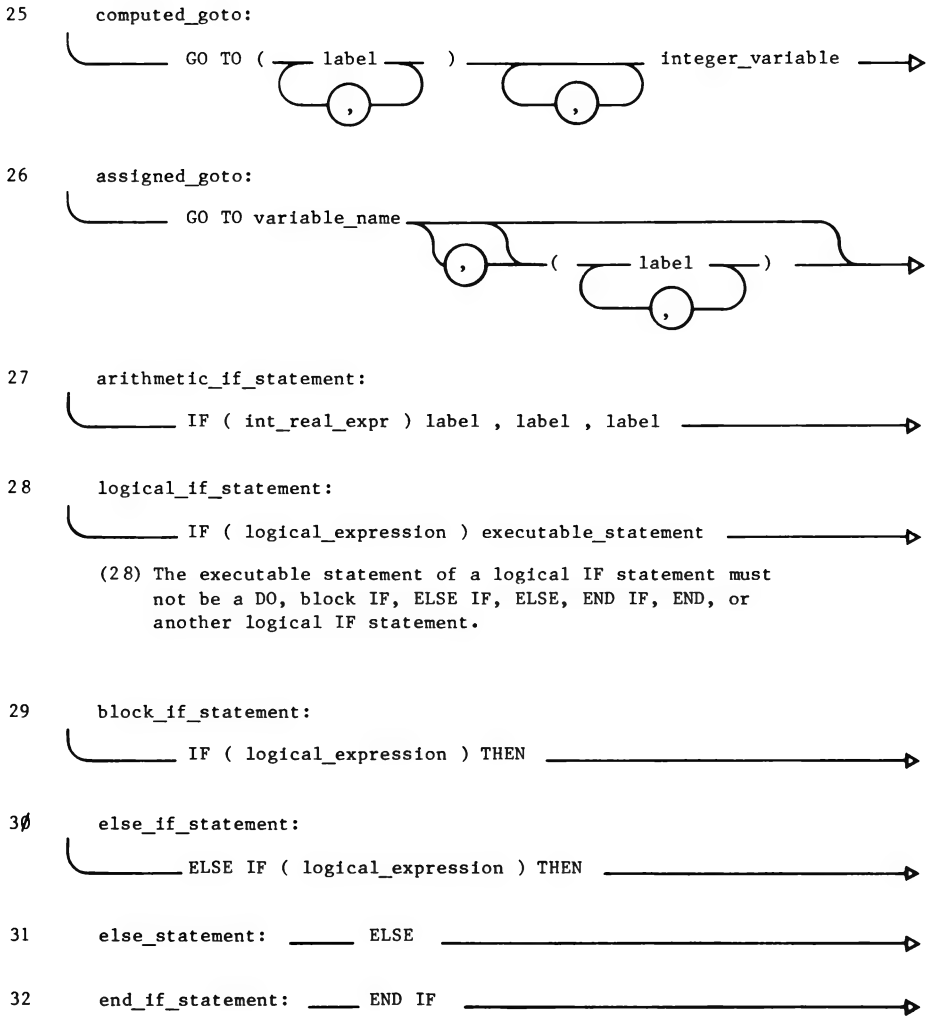 25 computed_goto:
GO TO ( label ) integer_variable
, ,
26 assigned_goto:
GO TO variable_name
, ( label )
,
27 arithmetic_if_statement:
IF ( int_real_expr ) label , label , label
28 logical_if_statement:
IF ( logical_expression ) executable_statement
(28) The executable statement of a logical IF statement must
not be a DO, block IF, ELSE IF, ELSE, END IF, END, or
another logical IF statement.
29 block_if_statement:
IF ( logical_expression ) THEN
3Ø else_if_statement:
ELSE IF ( logical_expression ) THEN
31 else_statement: ELSE
32 end_if_statement: END IF